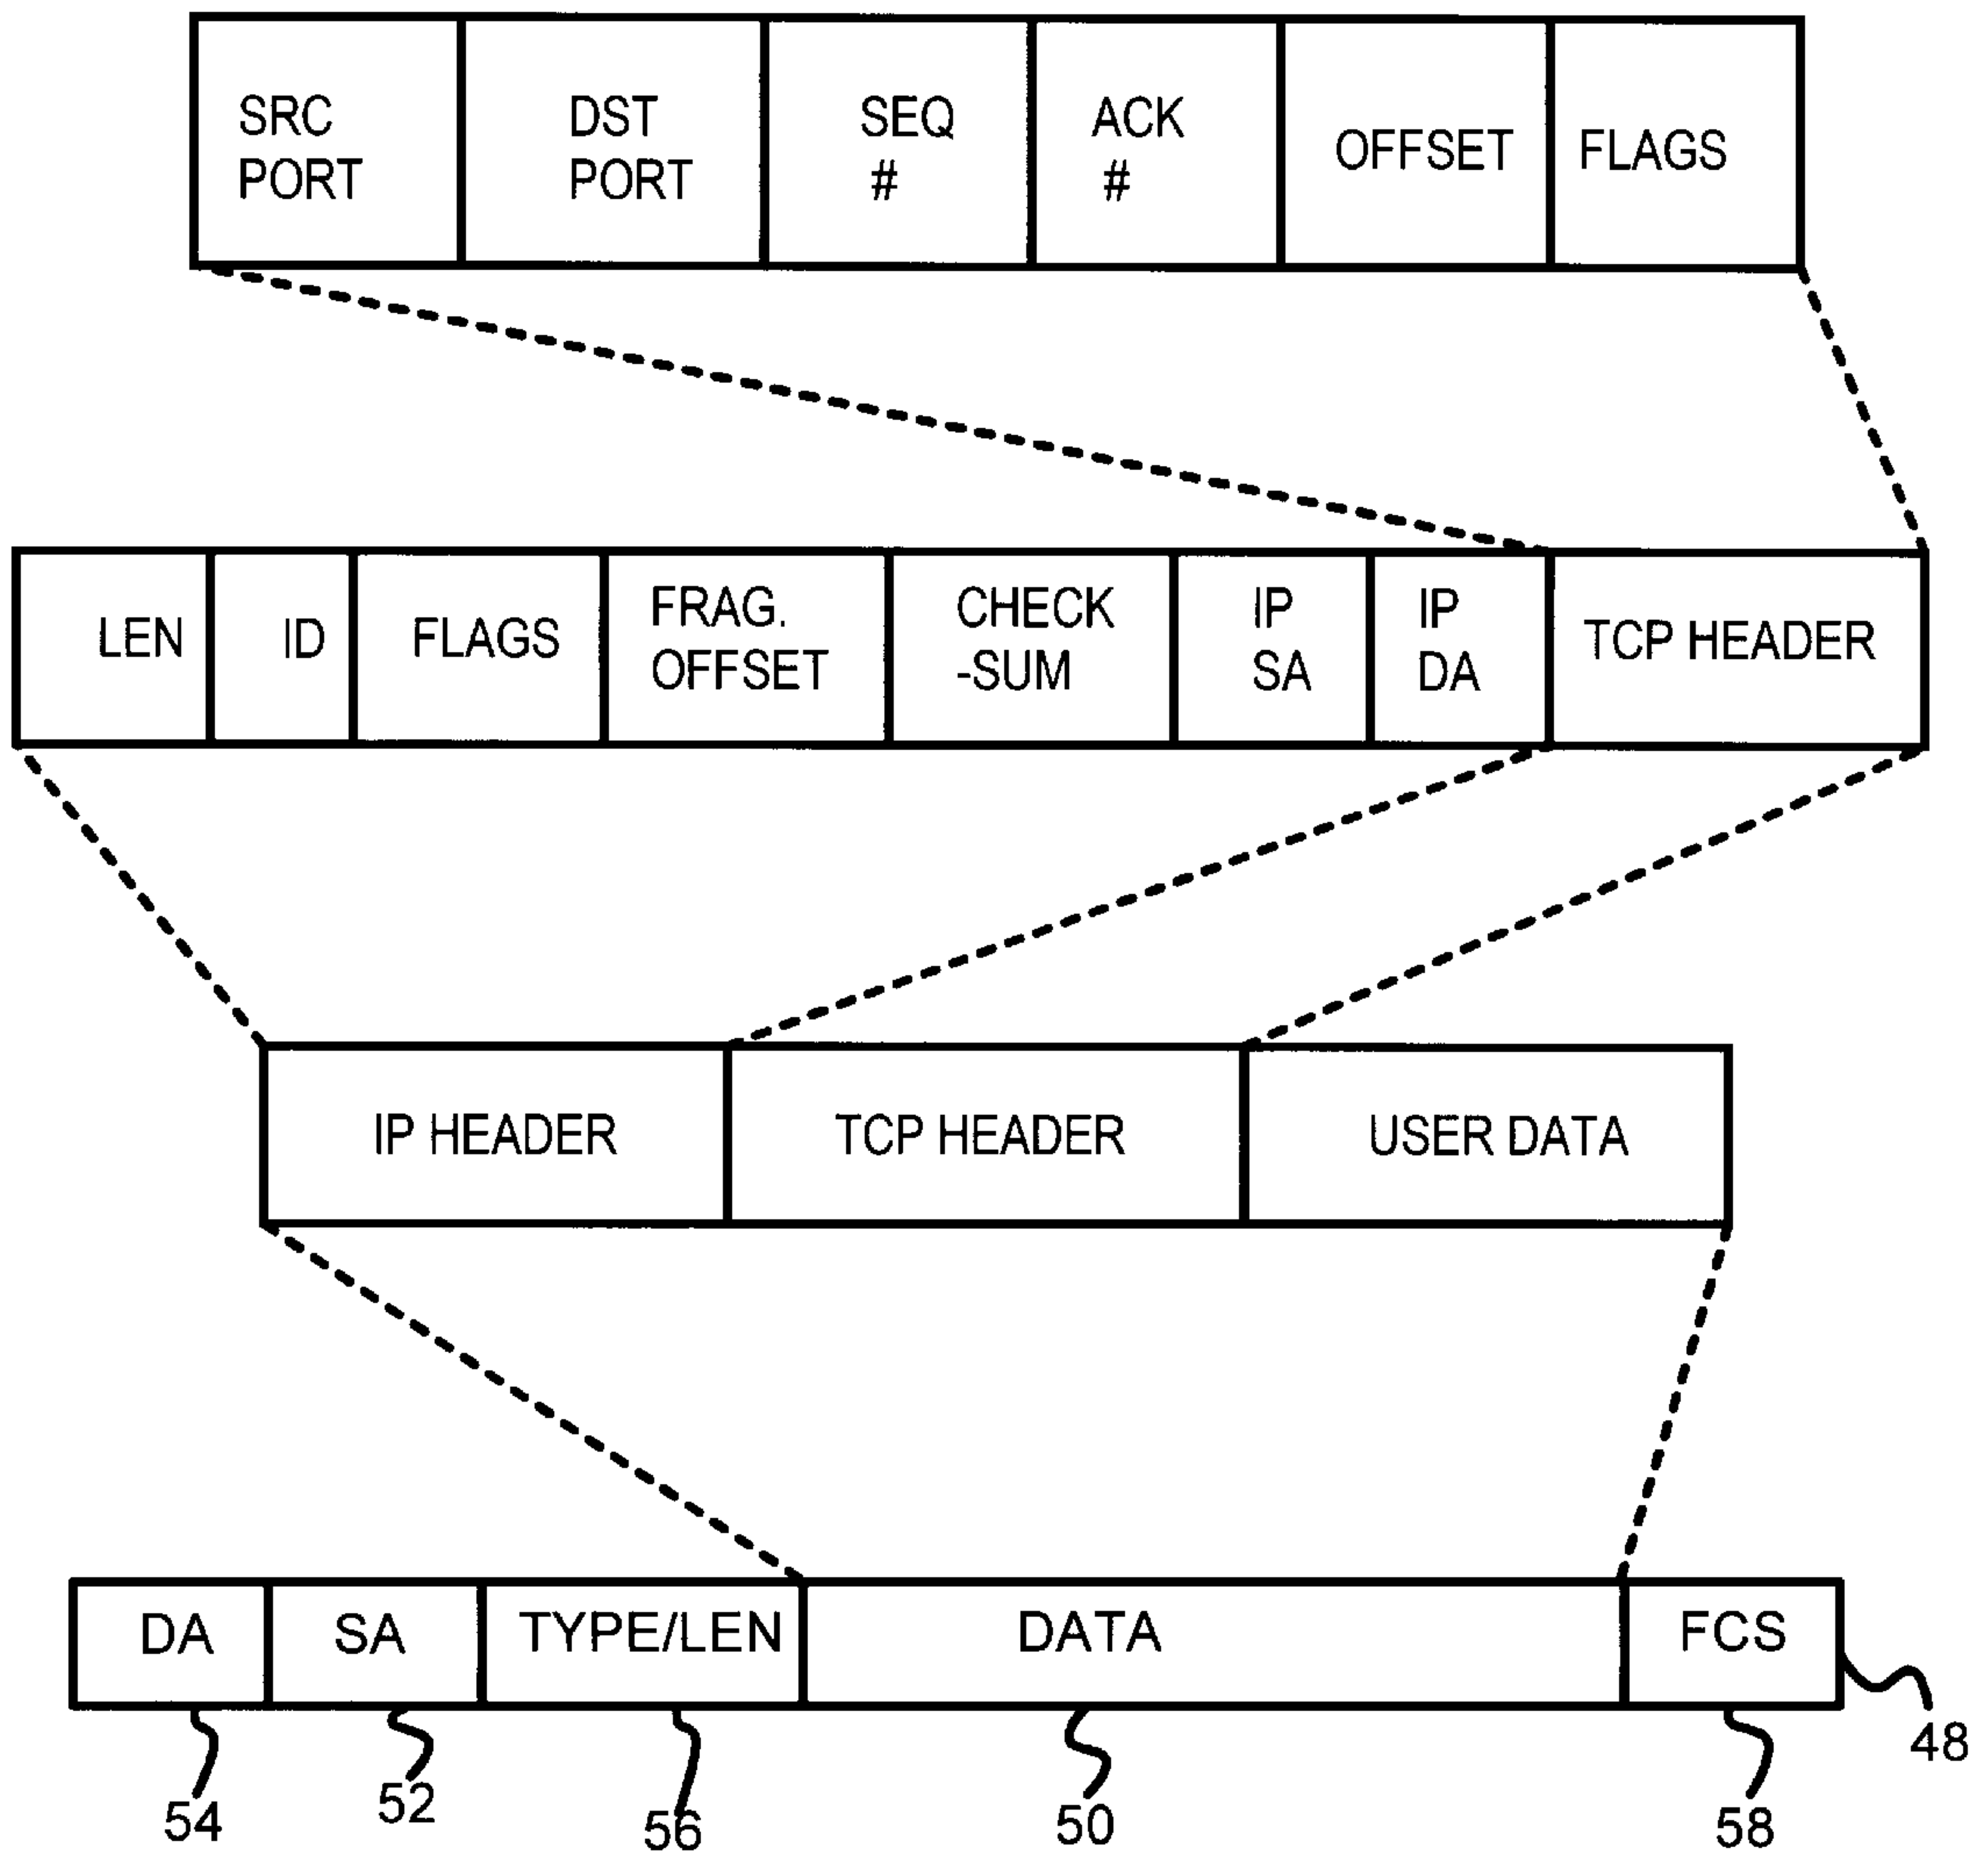 SRC PORT
DST PORT
SEQ #
ACK #
OFFSET
FLAGS
LEN
ID
FLAGS
FRAG. OFFSET
CHECK -SUM
IP SA
IP DA
TCP HEADER
IP HEADER
TCP HEADER
USER DATA
DA
SA
TYPE/LEN
DATA
FCS
48
54
52
56
50
58